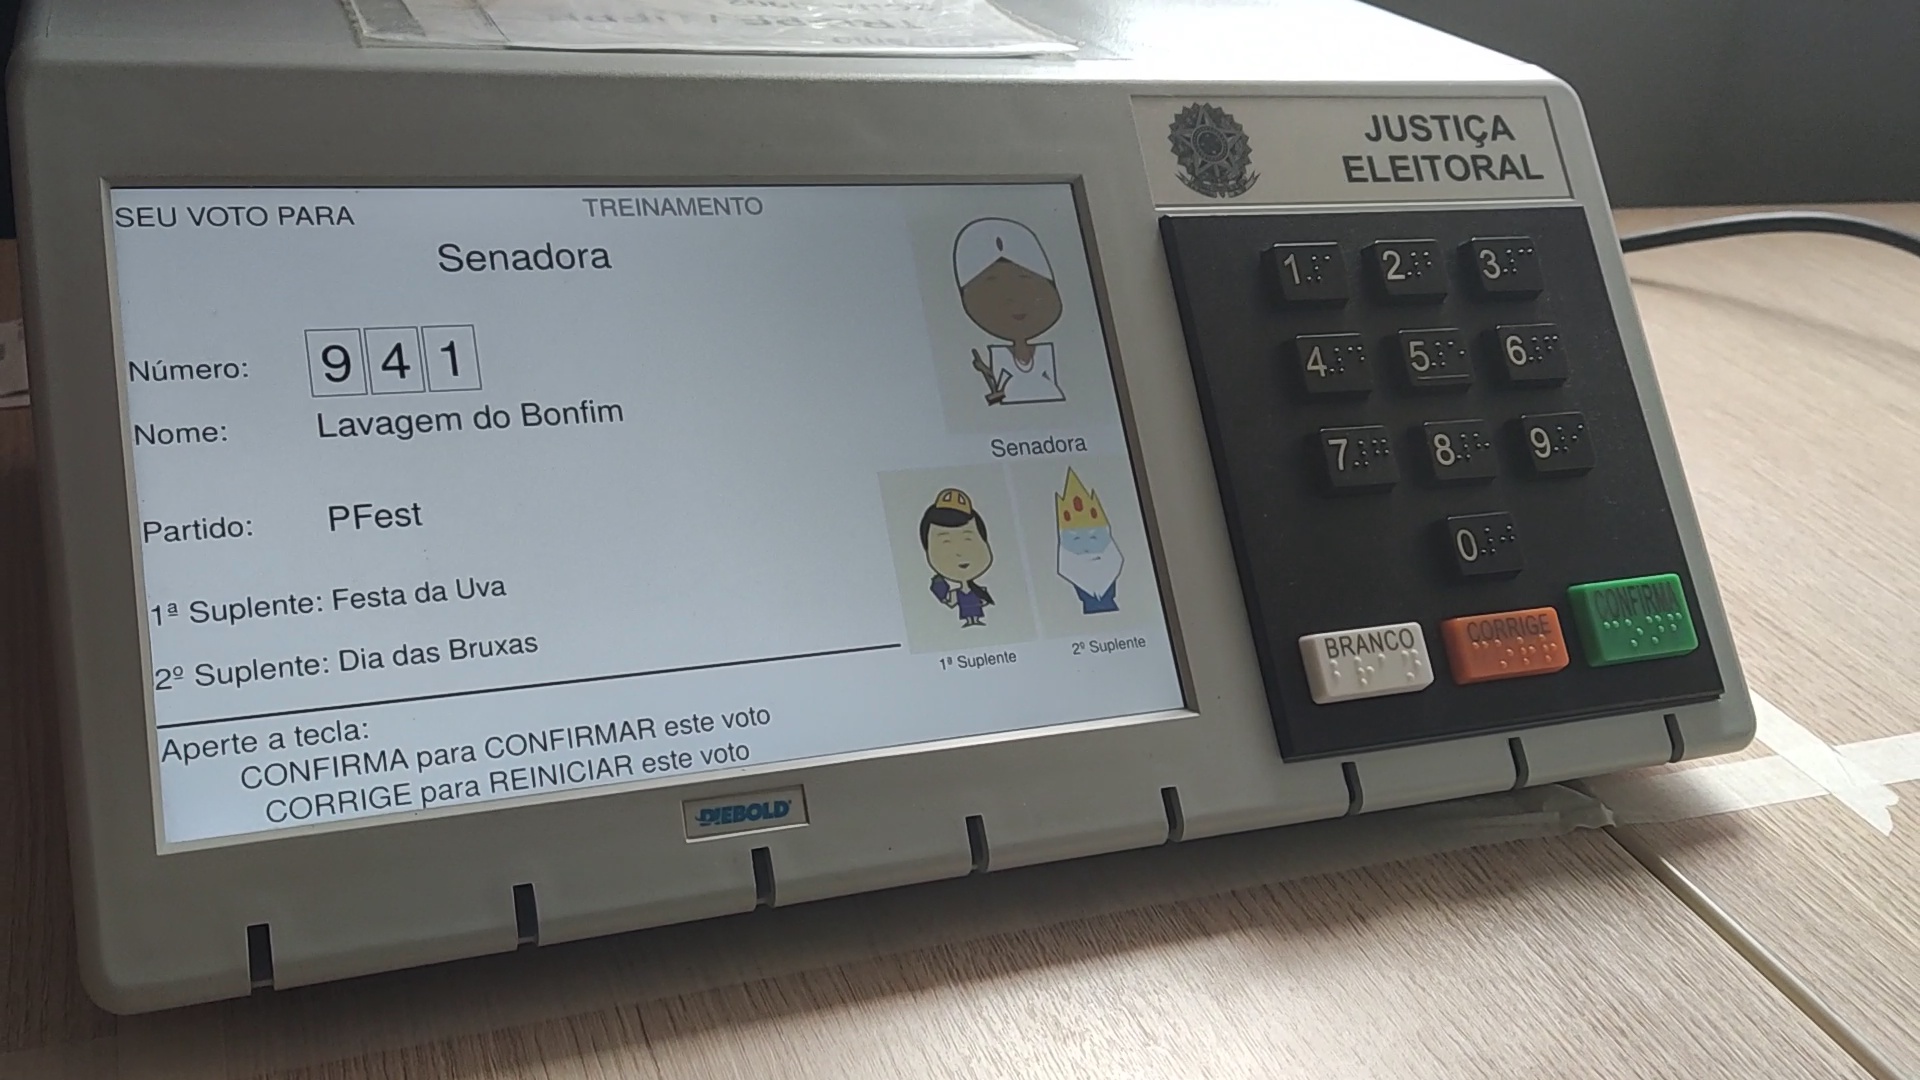 JUSTIÇA
ELEITORAL
SEU VOTO PARA
TREINAMENTO
Senadora
Número: 9 4 1
Nome: Lavagem do Bonfim
Partido: PFest
1ª Suplente: Festa da Uva
2º Suplente: Dia das Bruxas
Senadora
1ª Suplente
2º Suplente
Aperte a tecla:
CONFIRMA para CONFIRMAR este voto
CORRIGE para REINICIAR este voto
DIEBOLD
1 2 3
4 5 6
7 8 9
0
BRANCO CORRIGE CONFIRMA